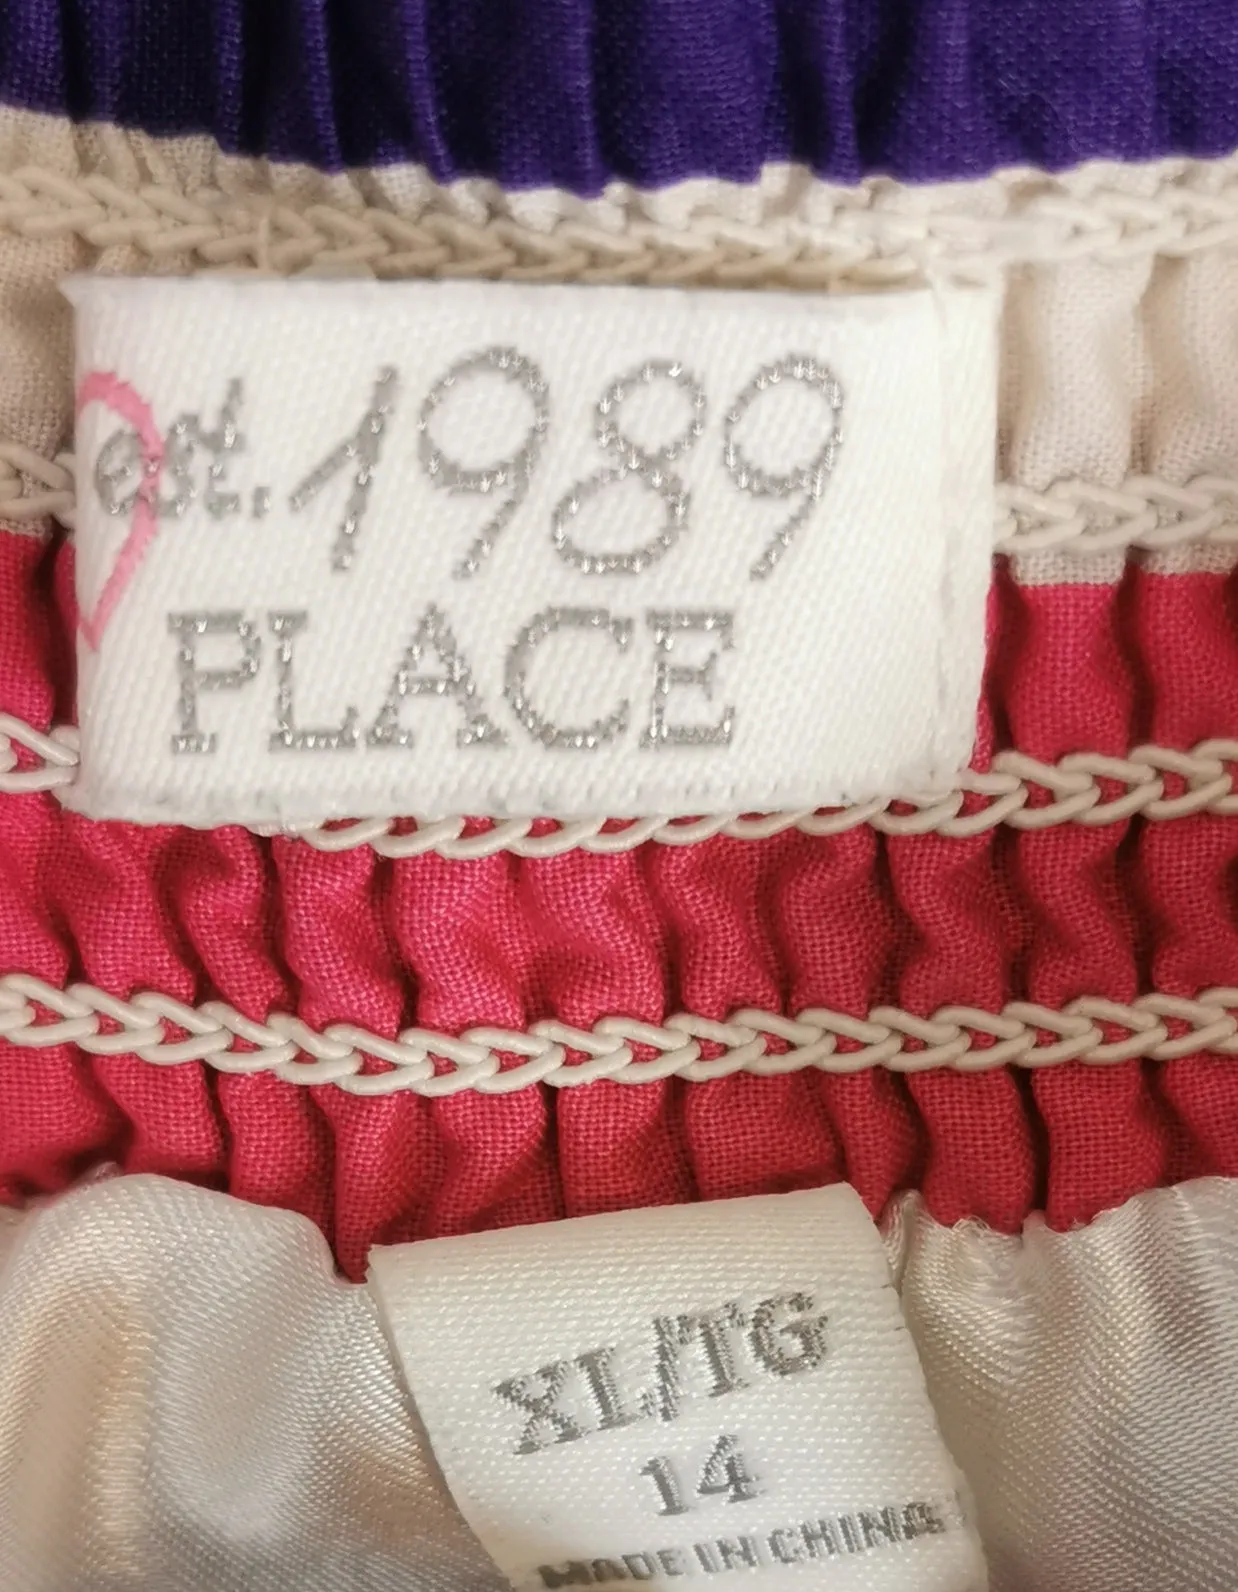 est. 1989
PLACE
XL/TG
14
MADE IN CHINA